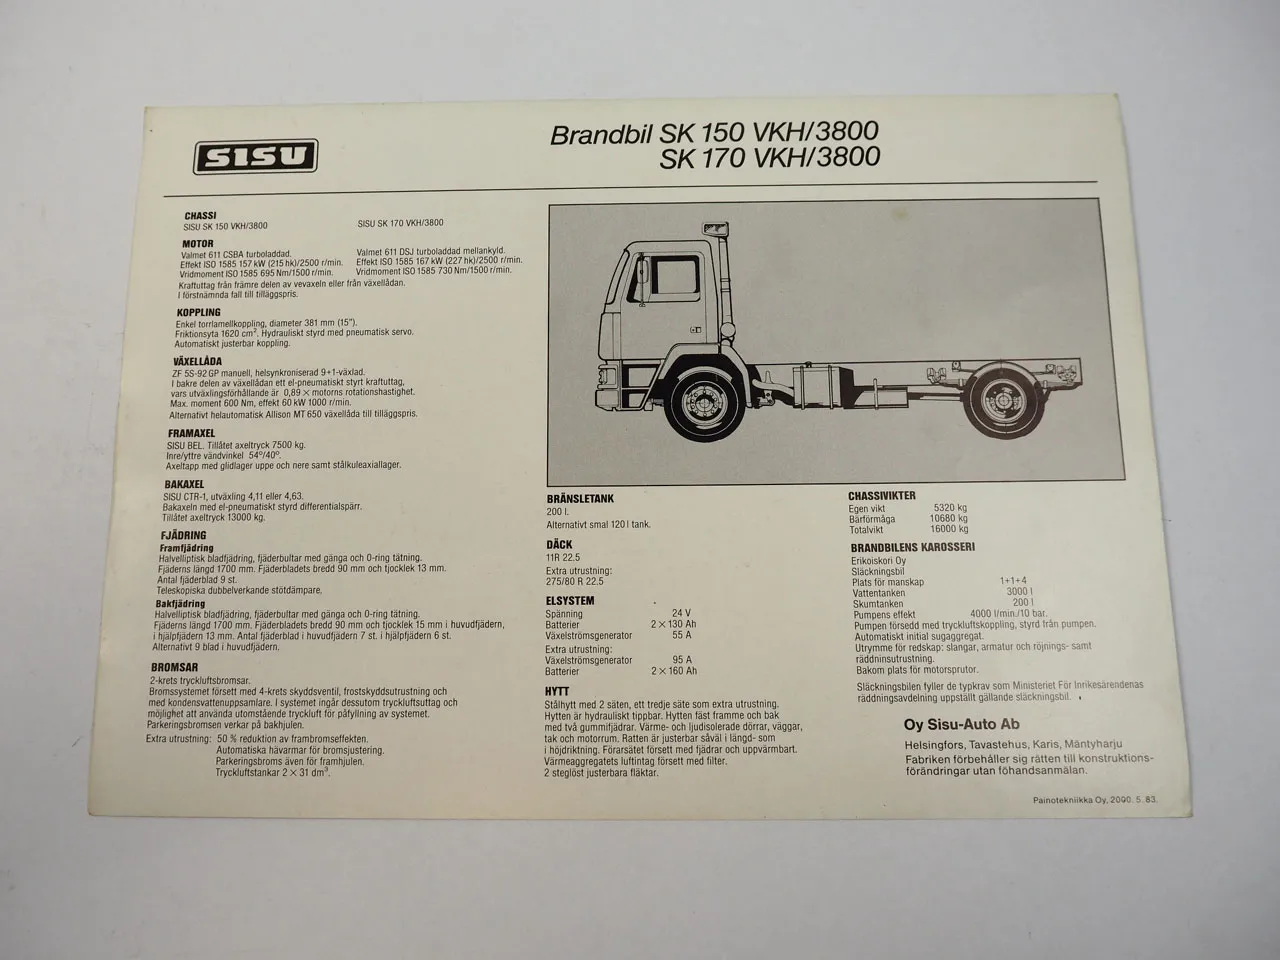 SISU
Brandbil SK 150 VKH/3800
SK 170 VKH/3800
CHASSI
SISU SK 150 VKH/3800
SISU SK 170 VKH/3800
MOTOR
Valmet 611 CSBA turboladdad.
Effekt ISO 1585 157 kW (215 hk)/2500 r/min.
Vridmoment ISO 1585 695 Nm/1500 r/min.
Valmet 611 DSJ turboladdad mellankyld.
Effekt ISO 1585 167 kW (227 hk)/2500 r/min.
Vridmoment ISO 1585 730 Nm/1500 r/min.
Kraftuttag från främre delen av vevaxeln eller från växellådan.
I förstnämnda fall till tilläggspris.
KOPPLING
Enkel torrlamellkoppling, diameter 381 mm (15").
Friktionsyta 1620 cm². Hydrauliskt styrd med pneumatisk servo.
Automatiskt justerbar koppling.
VÄXELLÅDA
ZF 5S-92 GP manuell, helsynkroniserad 9+1-växlad.
I bakre delen av växellådan ett el-pneumatiskt styrt kraftuttag,
vars utväxlingsförhållande är 0,89 × motorns rotationshastighet.
Max. moment 600 Nm, effekt 60 kW 1000 r/min.
Alternativt helautomatisk Allison MT 650 växellåda till tilläggspris.
FRAMAXEL
SISU BEL. Tillåtet axeltryck 7500 kg.
Inre/yttre vändvinkel 54°/40°.
Axeltapp med glidlager uppe och nere samt stålkuleaxiallager.
BAKAXEL
SISU CTR-1, utväxling 4,11 eller 4,63.
Bakaxeln med el-pneumatiskt styrd differentialspärr.
Tillåtet axeltryck 13000 kg.
FJÄDRING
Framfjädring
Halvelliptisk bladfjädring, fjäderbultar med gänga och O-ring tätning.
Fjäderns längd 1700 mm. Fjäderbladets bredd 90 mm och tjocklek 13 mm.
Antal fjäderblad 9 st.
Teleskopiska dubbelverkande stötdämpare.
Bakfjädring
Halvelliptisk bladfjädring, fjäderbultar med gänga och O-ring tätning.
Fjäderns längd 1700 mm. Fjäderbladets bredd 90 mm och tjocklek 15 mm i huvudfjädern,
i hjälpfjädern 13 mm. Antal fjäderblad i huvudfjädern 7 st. i hjälpfjädern 6 st.
Alternativt 9 blad i huvudfjädern.
BROMSAR
2-krets tryckluftsbromsar.
Bromssystemet försett med 4-krets skyddsventil, frostskyddsutrustning och
med kondensvattenuppsamlare. I systemet ingår dessutom tryckluftsuttag och
möjlighet att använda utomstående tryckluft för påfyllning av systemet.
Parkeringsbromsen verkar på bakhjulen.
Extra utrustning: 50 % reduktion av frambromseffekten.
Automatiska hävarmar för bromsjustering.
Parkeringsbroms även för framhjulen.
Tryckluftstankar 2 × 31 dm³.
BRÄNSLETANK
200 l.
Alternativt smal 120 l tank.
DÄCK
11R 22.5
Extra utrustning:
275/80 R 22.5
ELSYSTEM
Spänning 24 V
Batterier 2 × 130 Ah
Växelströmsgenerator 55 A
Extra utrustning:
Växelströmsgenerator 95 A
Batterier 2 × 160 Ah
HYTT
Stålhytt med 2 säten, ett tredje säte som extra utrustning.
Hytten är hydrauliskt tippbar. Hytten fäst framme och bak
med två gummifjädrar. Värme- och ljudisolerade dörrar, väggar,
tak och motorrum. Ratten är justerbar såväl i längd- som
i höjdriktning. Förarsätet försett med fjädrar och uppvärmbart.
Värmeaggregatets luftintag försett med filter.
2 steglöst justerbara fläktar.
CHASSIVIKTER
Egen vikt 5320 kg
Bärförmåga 10680 kg
Totalvikt 16000 kg
BRANDBILENS KAROSSERI
Erikoiskori Oy
Släckningsbil
Plats för manskap 1+1+4
Vattentanken 3000 l
Skumtanken 200 l
Pumpens effekt 4000 l/min./10 bar.
Pumpen försedd med tryckluftskoppling, styrd från pumpen.
Automatiskt initial sugaggregat.
Utrymme för redskap: slangar, armatur och röjnings- samt
räddninsutrustning.
Bakom plats för motorsprutor.
Släckningsbilen fyller de typkrav som Ministeriet För Inrikesärendenas
räddningsavdelning uppställt gällande släckningsbil.
Oy Sisu-Auto Ab
Helsingfors, Tavastehus, Karis, Mäntyharju
Fabriken förbehåller sig rätten till konstruktions-
förändringar utan föhandsanmälan.
Painotekniikka Oy, 2000. 5. 83.